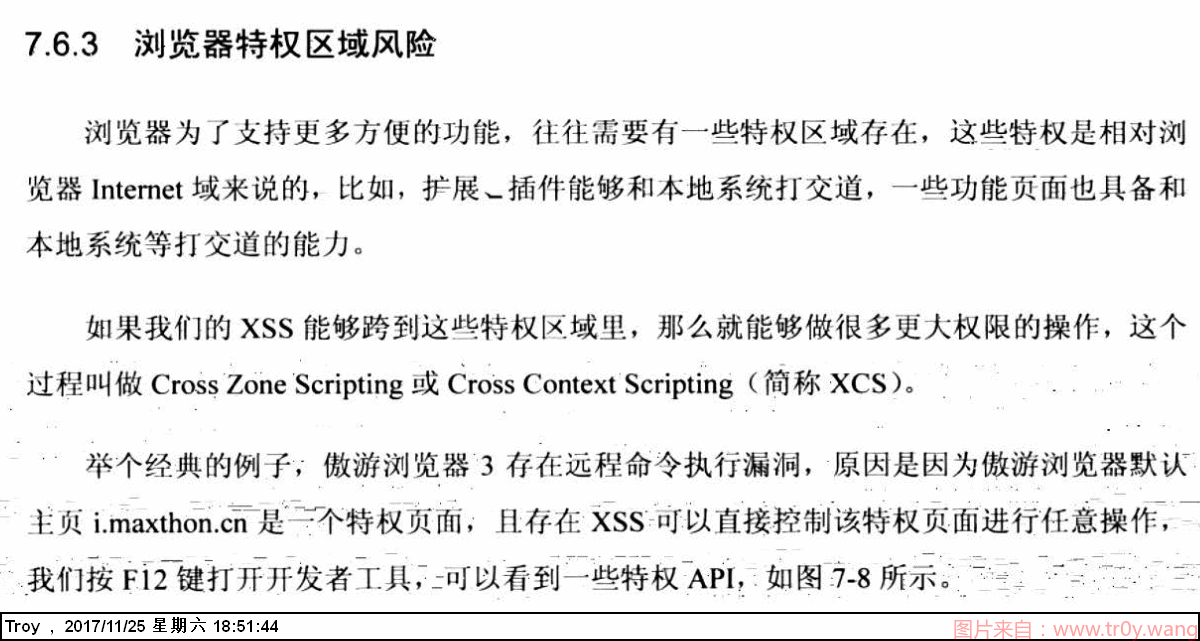 7.6.3 浏览器特权区域风险
浏览器为了支持更多方便的功能，往往需要有一些特权区域存在，这些特权是相对浏
览器 Internet 域来说的，比如，扩展、插件能够和本地系统打交道，一些功能页面也具备和
本地系统等打交道的能力。
如果我们的 XSS 能够跨到这些特权区域里，那么就能够做很多更大权限的操作，这个
过程叫做 Cross Zone Scripting 或 Cross Context Scripting（简称 XCS）。
举个经典的例子，傲游浏览器 3 存在远程命令执行漏洞，原因是因为傲游浏览器默认
主页 i.maxthon.cn 是一个特权页面，且存在 XSS 可以直接控制该特权页面进行任意操作，
我们按 F12 键打开开发者工具，可以看到一些特权 API，如图 7-8 所示。
Troy , 2017/11/25 星期六 18:51:44
图片来自：www.tr0y.wang